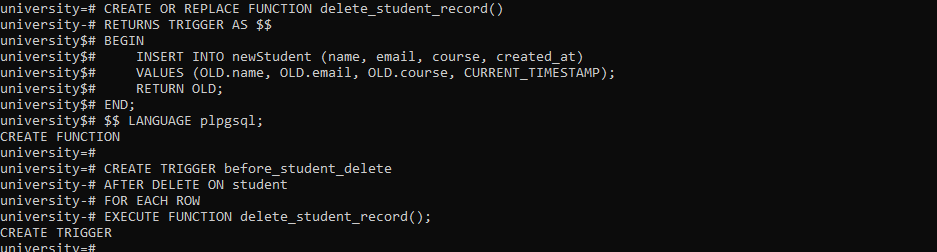 university=# CREATE OR REPLACE FUNCTION delete_student_record()
university-# RETURNS TRIGGER AS $$
university$# BEGIN
university$#     INSERT INTO newStudent (name, email, course, created_at)
university$#     VALUES (OLD.name, OLD.email, OLD.course, CURRENT_TIMESTAMP);
university$#     RETURN OLD;
university$# END;
university$# $$ LANGUAGE plpgsql;
CREATE FUNCTION
university=#
university=# CREATE TRIGGER before_student_delete
university-# AFTER DELETE ON student
university-# FOR EACH ROW
university-# EXECUTE FUNCTION delete_student_record();
CREATE TRIGGER
university=#